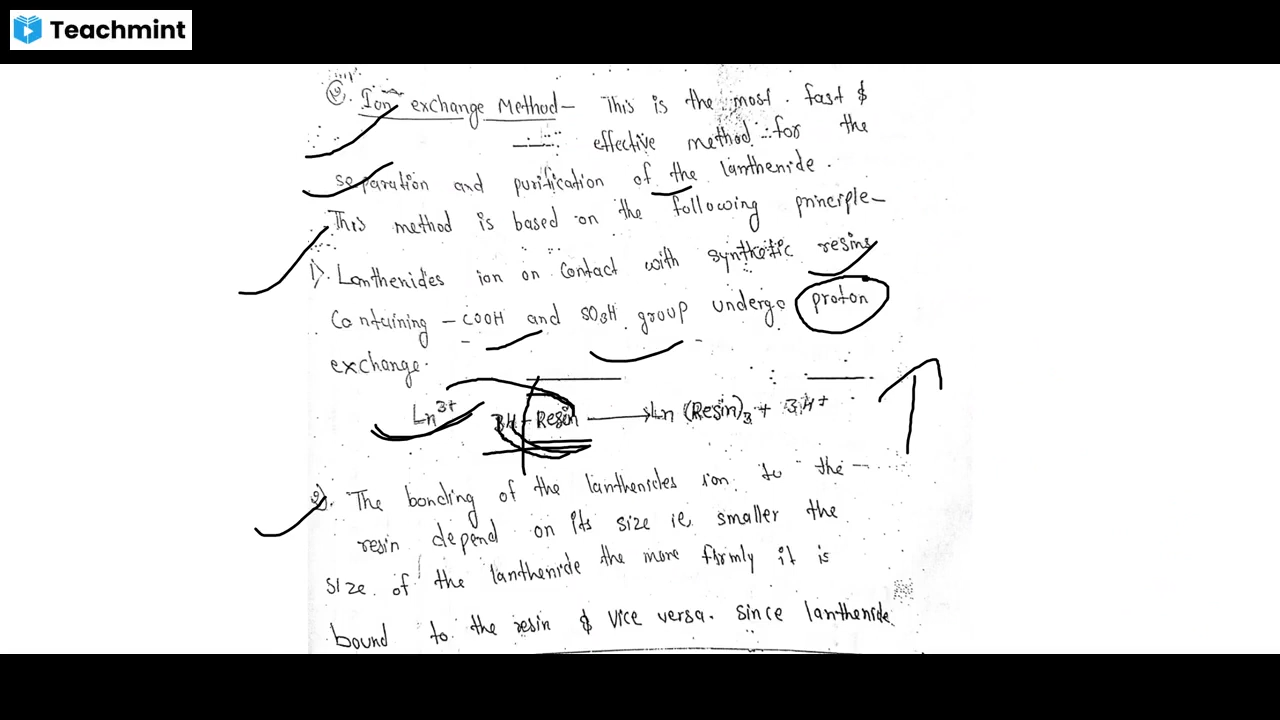 Teachmint
Ion exchange Method- This is the most fast &
effective method for the
separation and purification of the lanthenide.
This method is based on the following principle-
1). Lanthenides ion on contact with synthetic resins
Containing -COOH and SO3H group undergo proton
exchange.
Ln3+ 3H-Resin → Ln (Resin)3 + 3H+
2). The bonding of the lanthenides ion to the
resin depend on its size ie, smaller the
size of the lanthenide the more firmly it is
bound to the resin & vice versa. since lanthenide